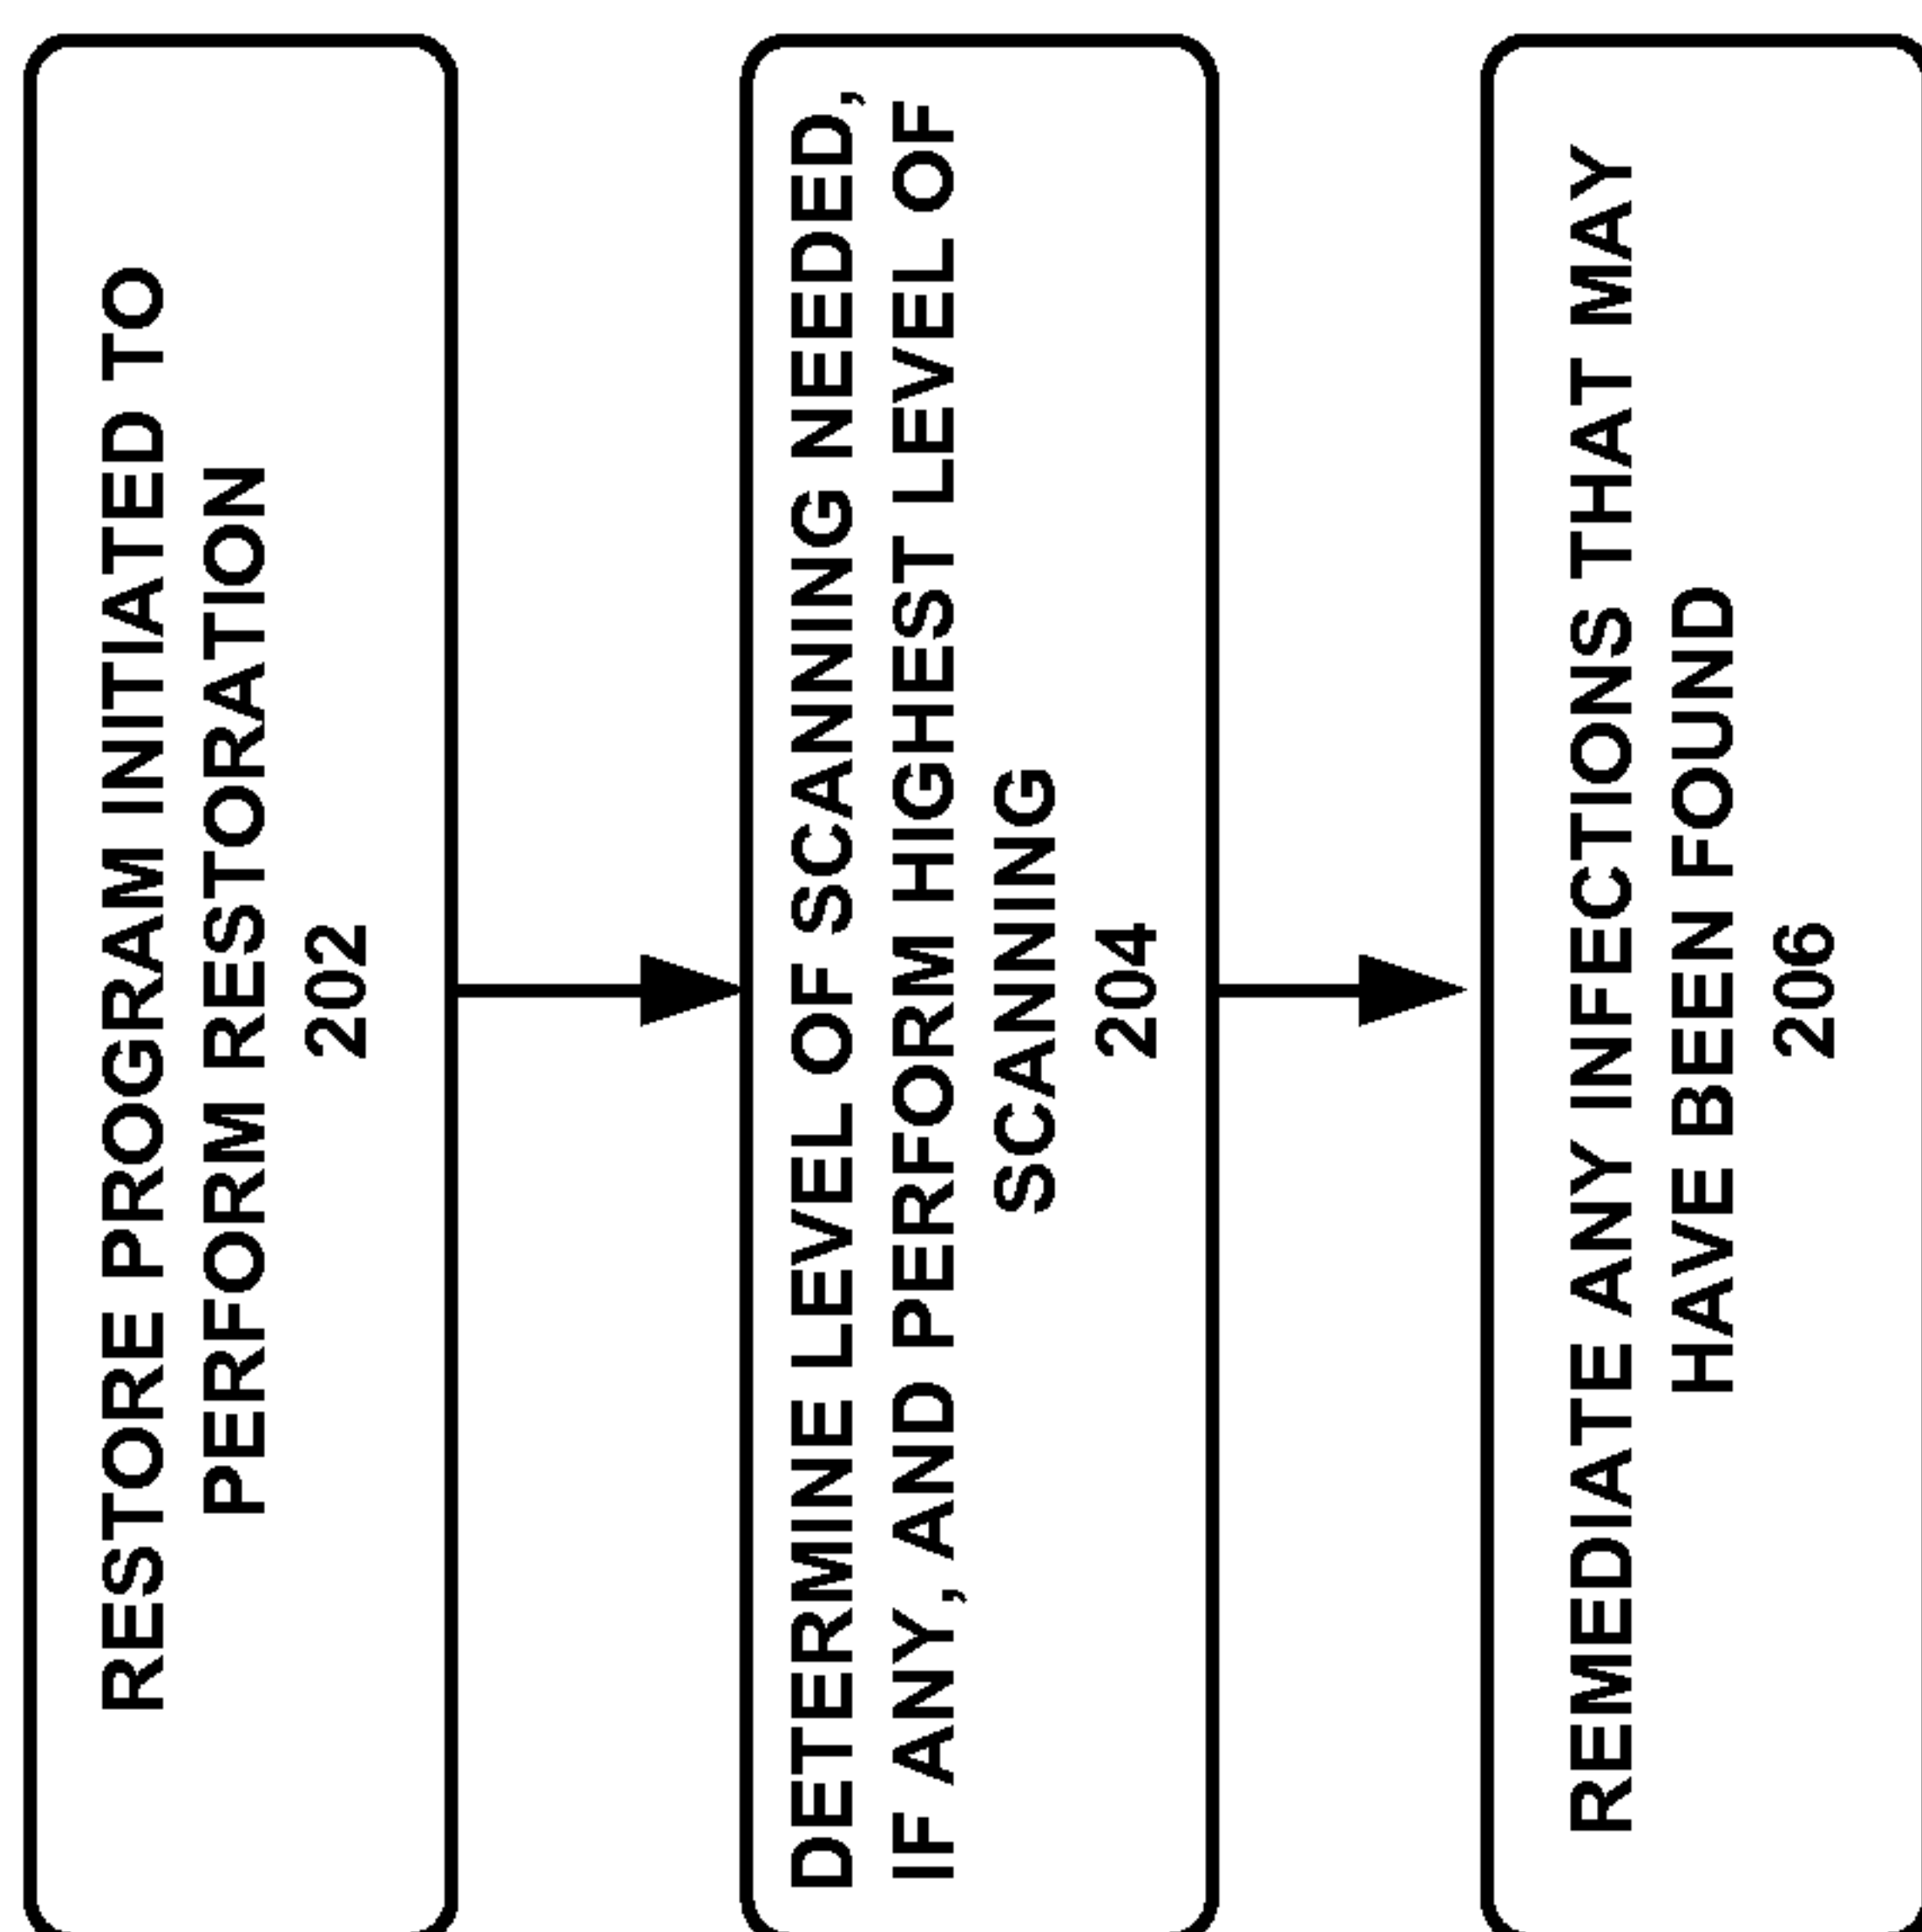 RESTORE PROGRAM INITIATED TO
PERFORM RESTORATION
202
DETERMINE LEVEL OF SCANNING NEEDED,
IF ANY, AND PERFORM HIGHEST LEVEL OF
SCANNING
204
REMEDIATE ANY INFECTIONS THAT MAY
HAVE BEEN FOUND
206